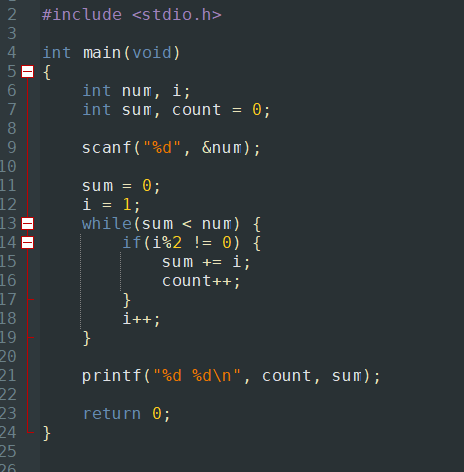 2 #include <stdio.h>
3
4 int main(void)
5 {
6     int num, i;
7     int sum, count = 0;
8
9     scanf("%d", &num);
10
11     sum = 0;
12     i = 1;
13     while(sum < num) {
14         if(i%2 != 0) {
15             sum += i;
16             count++;
17         }
18         i++;
19     }
20
21     printf("%d %d\n", count, sum);
22
23     return 0;
24 }
25
26